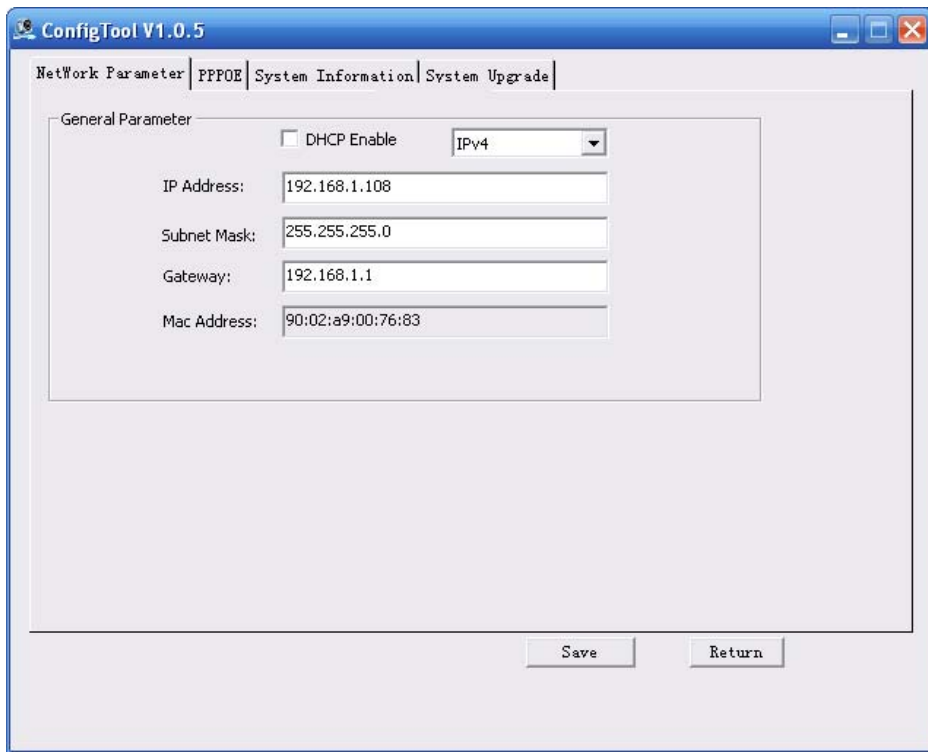 ConfigTool V1.0.5
NetWork Parameter PPPOE System Information System Upgrade
General Parameter
DHCP Enable IPv4
IP Address: 192.168.1.108
Subnet Mask: 255.255.255.0
Gateway: 192.168.1.1
Mac Address: 90:02:a9:00:76:83
Save Return